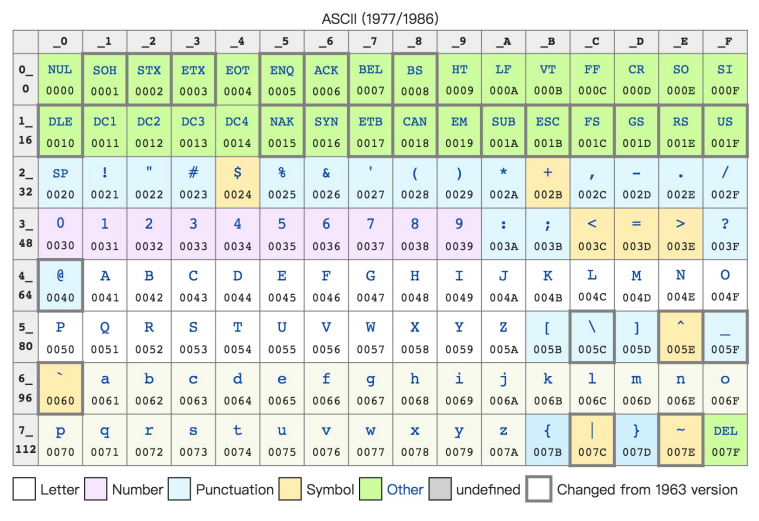 ASCII (1977/1986)
_0 _1 _2 _3 _4 _5 _6 _7 _8 _9 _A _B _C _D _E _F
0_ NUL SOH STX ETX EOT ENQ ACK BEL BS HT LF VT FF CR SO SI
0 0000 0001 0002 0003 0004 0005 0006 0007 0008 0009 000A 000B 000C 000D 000E 000F
1_ DLE DC1 DC2 DC3 DC4 NAK SYN ETB CAN EM SUB ESC FS GS RS US
16 0010 0011 0012 0013 0014 0015 0016 0017 0018 0019 001A 001B 001C 001D 001E 001F
2_ SP ! " # $ % & ' ( ) * + , - . /
32 0020 0021 0022 0023 0024 0025 0026 0027 0028 0029 002A 002B 002C 002D 002E 002F
3_ 0 1 2 3 4 5 6 7 8 9 : ; < = > ?
48 0030 0031 0032 0033 0034 0035 0036 0037 0038 0039 003A 003B 003C 003D 003E 003F
4_ @ A B C D E F G H I J K L M N O
64 0040 0041 0042 0043 0044 0045 0046 0047 0048 0049 004A 004B 004C 004D 004E 004F
5_ P Q R S T U V W X Y Z [ \ ] ^ _
80 0050 0051 0052 0053 0054 0055 0056 0057 0058 0059 005A 005B 005C 005D 005E 005F
6_ ` a b c d e f g h i j k l m n o
96 0060 0061 0062 0063 0064 0065 0066 0067 0068 0069 006A 006B 006C 006D 006E 006F
7_ p q r s t u v w x y z { | } ~ DEL
112 0070 0071 0072 0073 0074 0075 0076 0077 0078 0079 007A 007B 007C 007D 007E 007F
Letter Number Punctuation Symbol Other undefined Changed from 1963 version